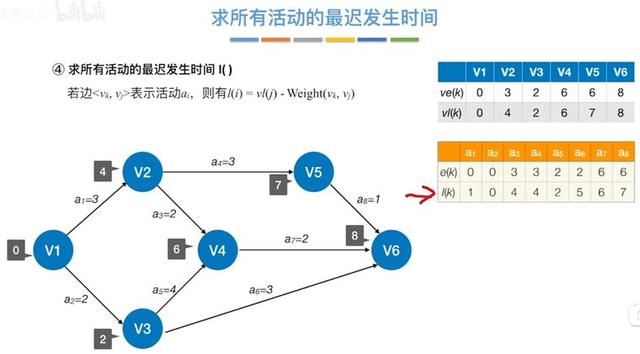 bilibili
求所有活动的最迟发生时间
④ 求所有活动的最迟发生时间 l( )
若边<vk, vj>表示活动ai，则有l(i) = vl(j) - Weight(vk, vj)
V1 V2 V3 V4 V5 V6
ve(k) 0 3 2 6 6 8
vl(k) 0 4 2 6 7 8
a1 a2 a3 a4 a5 a6 a7 a8
e(k) 0 0 3 3 2 2 6 6
l(k) 1 0 4 4 2 5 6 7
4 V2 a4=3 V5
7
a1=3 a3=2 a8=1
0 V1 6 V4 a7=2 8 V6
a2=2 a5=4 a6=3
2 V3